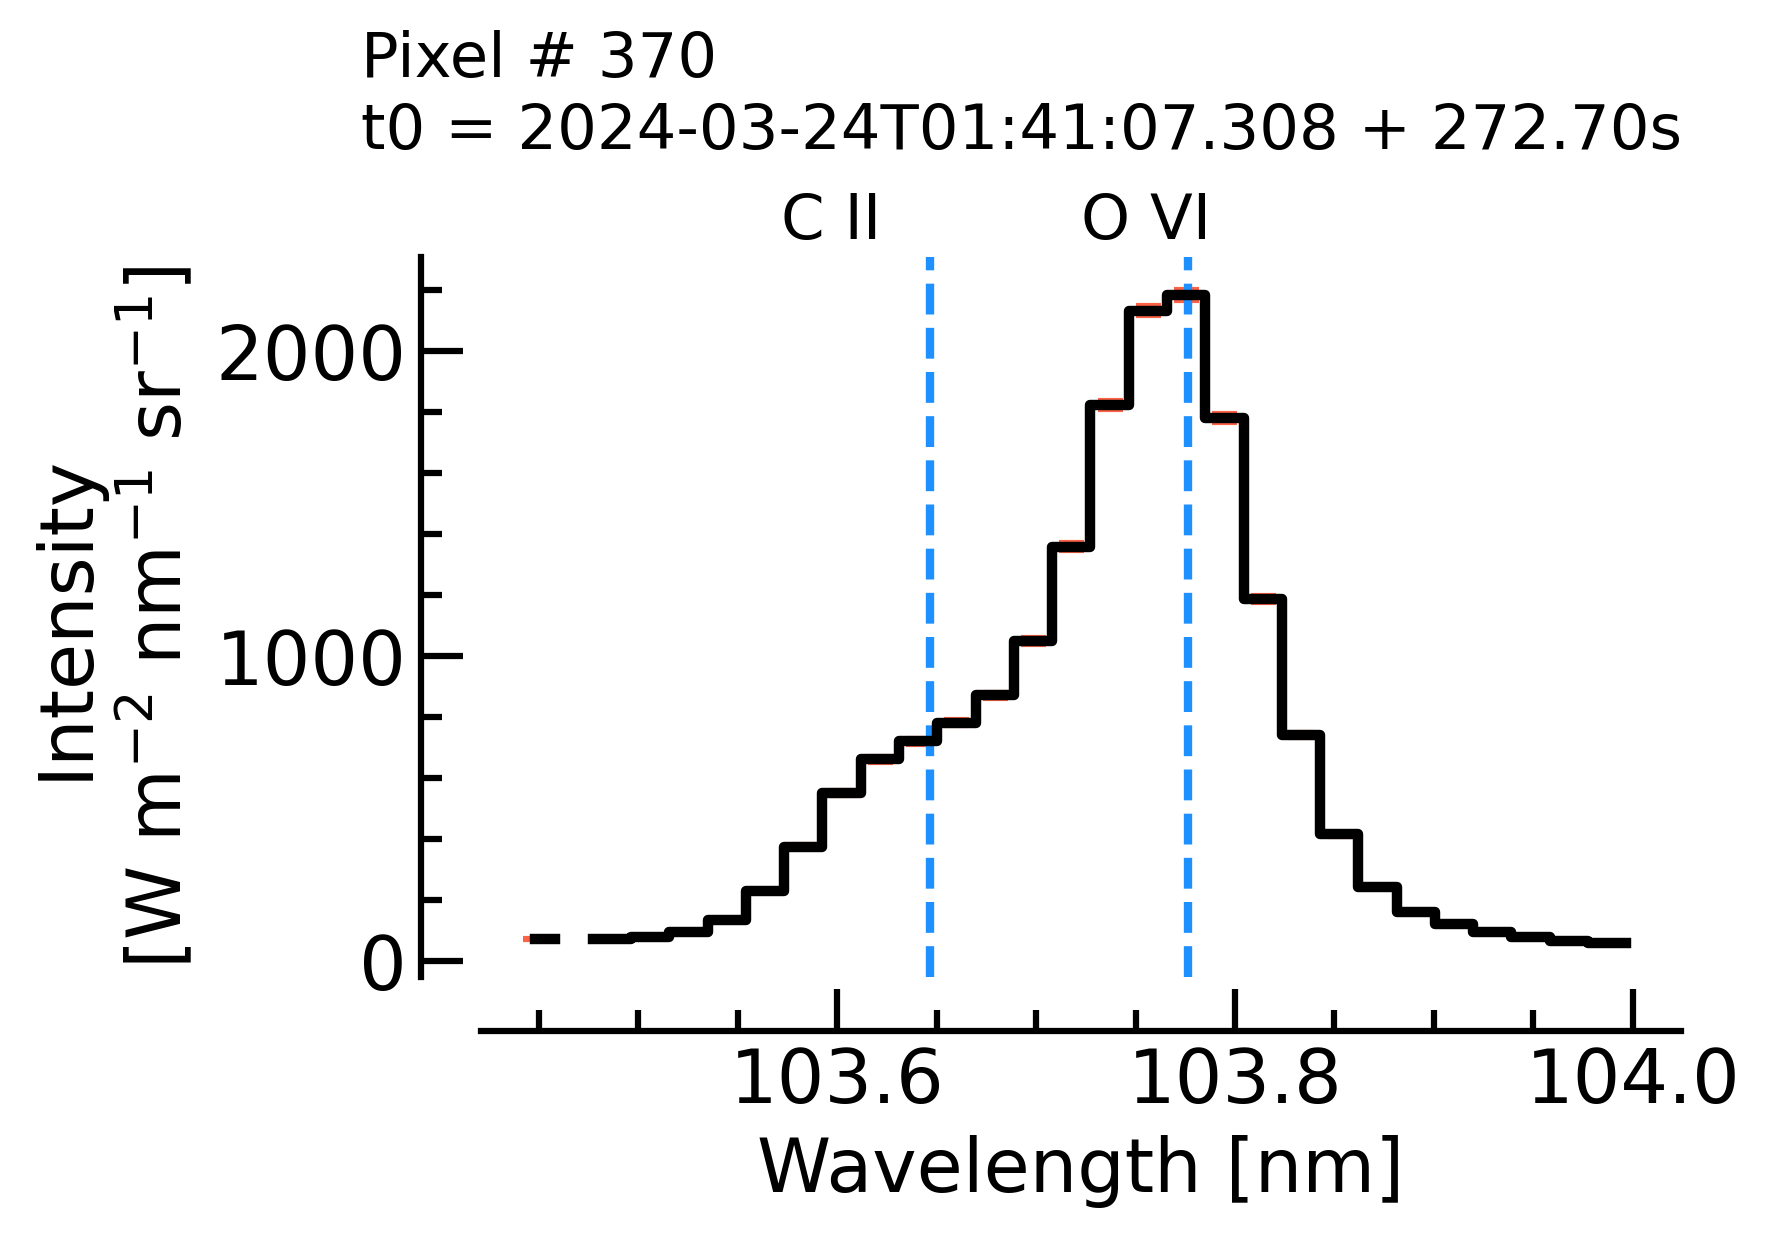 Pixel # 370
t0 = 2024-03-24T01:41:07.308 + 272.70s
C II O VI
Intensity
[W m⁻² nm⁻¹ sr⁻¹]
2000
1000
0
103.6 103.8 104.0
Wavelength [nm]